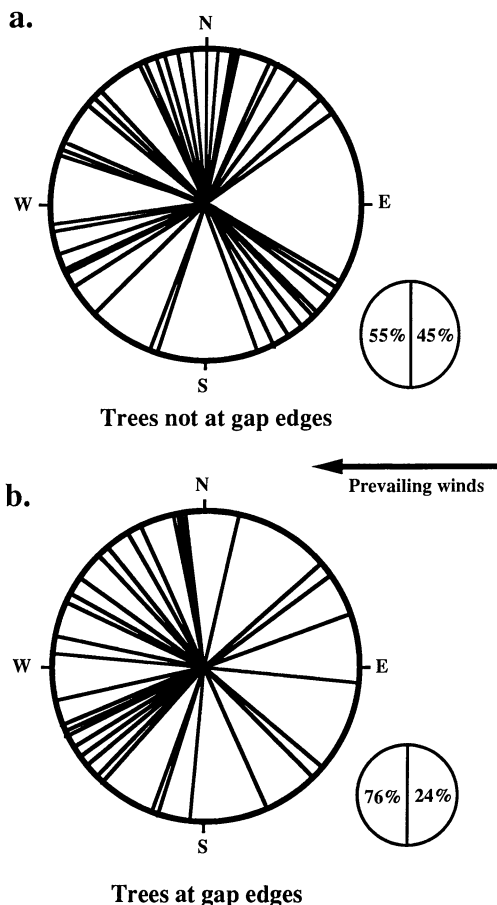 a.
N
W
E
55% 45%
S
Trees not at gap edges
Prevailing winds
b.
N
W
E
76% 24%
S
Trees at gap edges